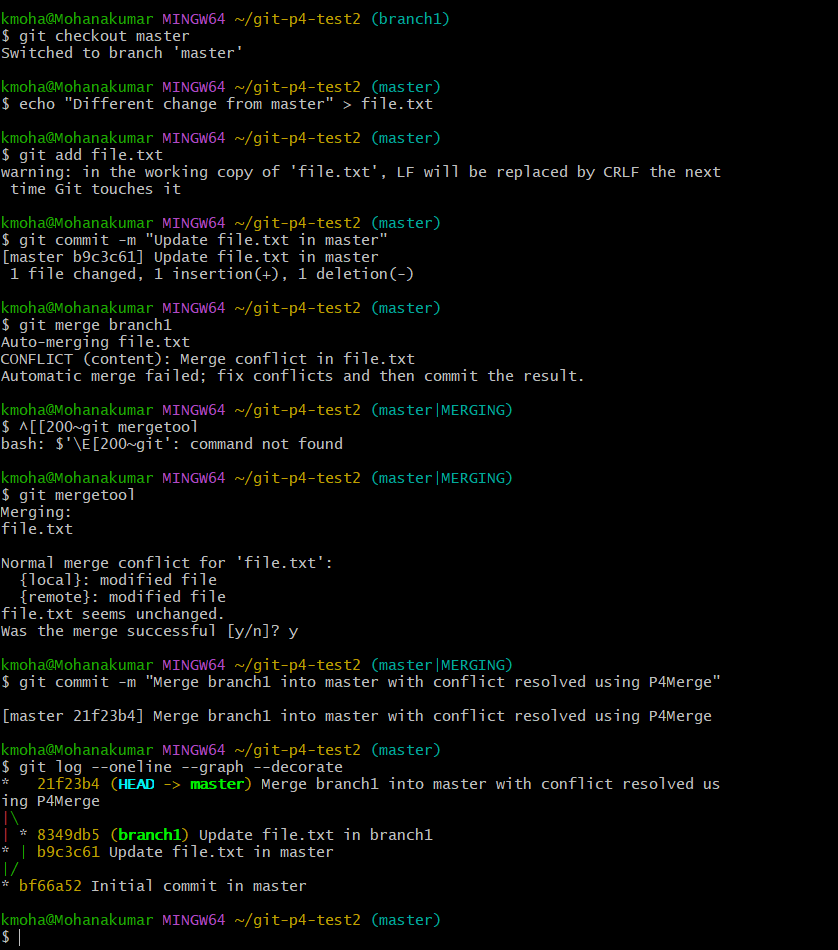 kmoha@Mohanakumar MINGW64 ~/git-p4-test2 (branch1)
$ git checkout master
Switched to branch 'master'

kmoha@Mohanakumar MINGW64 ~/git-p4-test2 (master)
$ echo "Different change from master" > file.txt

kmoha@Mohanakumar MINGW64 ~/git-p4-test2 (master)
$ git add file.txt
warning: in the working copy of 'file.txt', LF will be replaced by CRLF the next
 time Git touches it

kmoha@Mohanakumar MINGW64 ~/git-p4-test2 (master)
$ git commit -m "Update file.txt in master"
[master b9c3c61] Update file.txt in master
 1 file changed, 1 insertion(+), 1 deletion(-)

kmoha@Mohanakumar MINGW64 ~/git-p4-test2 (master)
$ git merge branch1
Auto-merging file.txt
CONFLICT (content): Merge conflict in file.txt
Automatic merge failed; fix conflicts and then commit the result.

kmoha@Mohanakumar MINGW64 ~/git-p4-test2 (master|MERGING)
$ ^[[200~git mergetool
bash: $'\E[200~git': command not found

kmoha@Mohanakumar MINGW64 ~/git-p4-test2 (master|MERGING)
$ git mergetool
Merging:
file.txt

Normal merge conflict for 'file.txt':
  {local}: modified file
  {remote}: modified file
file.txt seems unchanged.
Was the merge successful [y/n]? y

kmoha@Mohanakumar MINGW64 ~/git-p4-test2 (master|MERGING)
$ git commit -m "Merge branch1 into master with conflict resolved using P4Merge"

[master 21f23b4] Merge branch1 into master with conflict resolved using P4Merge

kmoha@Mohanakumar MINGW64 ~/git-p4-test2 (master)
$ git log --oneline --graph --decorate
*   21f23b4 (HEAD -> master) Merge branch1 into master with conflict resolved us
ing P4Merge
|\
| * 8349db5 (branch1) Update file.txt in branch1
* | b9c3c61 Update file.txt in master
|/
* bf66a52 Initial commit in master

kmoha@Mohanakumar MINGW64 ~/git-p4-test2 (master)
$